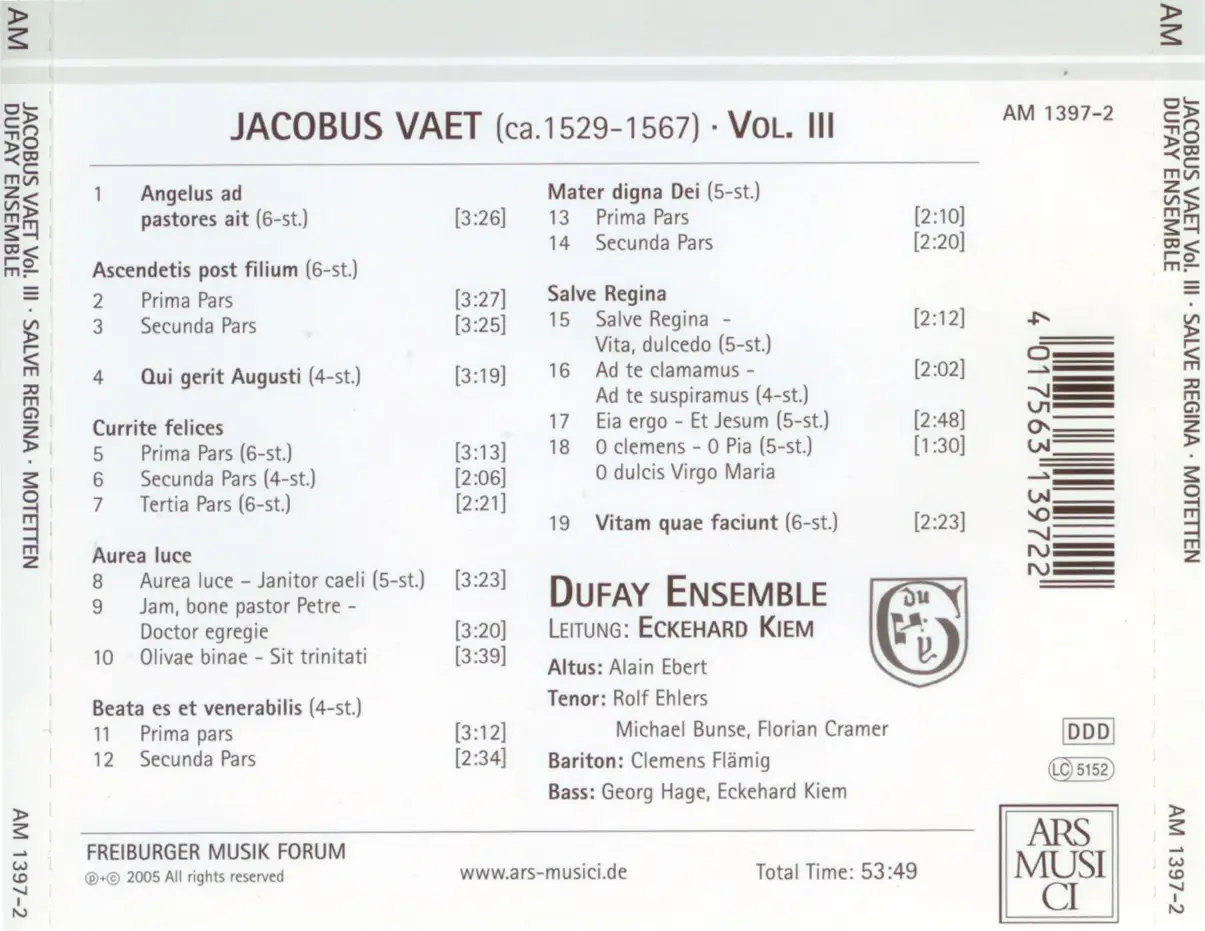 AM
JACOBUS VAET Vol. III · SALVE REGINA · MOTETTEN
DUFAY ENSEMBLE
AM 1397-2
JACOBUS VAET (ca.1529-1567) · VOL. III
1 Angelus ad
pastores ait (6-st.) [3:26]
Ascendetis post filium (6-st.)
2 Prima Pars [3:27]
3 Secunda Pars [3:25]
4 Qui gerit Augusti (4-st.) [3:19]
Currite felices
5 Prima Pars (6-st.) [3:13]
6 Secunda Pars (4-st.) [2:06]
7 Tertia Pars (6-st.) [2:21]
Aurea luce
8 Aurea luce – Janitor caeli (5-st.) [3:23]
9 Jam, bone pastor Petre -
Doctor egregie [3:20]
10 Olivae binae - Sit trinitati [3:39]
Beata es et venerabilis (4-st.)
11 Prima pars [3:12]
12 Secunda Pars [2:34]
Mater digna Dei (5-st.)
13 Prima Pars [2:10]
14 Secunda Pars [2:20]
Salve Regina
15 Salve Regina -
Vita, dulcedo (5-st.) [2:12]
16 Ad te clamamus -
Ad te suspiramus (4-st.) [2:02]
17 Eia ergo - Et Jesum (5-st.) [2:48]
18 O clemens - O Pia (5-st.) [1:30]
O dulcis Virgo Maria
19 Vitam quae faciunt (6-st.) [2:23]
DUFAY ENSEMBLE
LEITUNG: ECKEHARD KIEM
Altus: Alain Ebert
Tenor: Rolf Ehlers
Michael Bunse, Florian Cramer
Bariton: Clemens Flämig
Bass: Georg Hage, Eckehard Kiem
FREIBURGER MUSIK FORUM
℗+© 2005 All rights reserved
www.ars-musici.de
Total Time: 53:49
AM 1397-2
4 017563 139722
DDD
LC 5152
ARS
MUSI
CI
AM
JACOBUS VAET Vol. III · SALVE REGINA · MOTETTEN
DUFAY ENSEMBLE
AM 1397-2